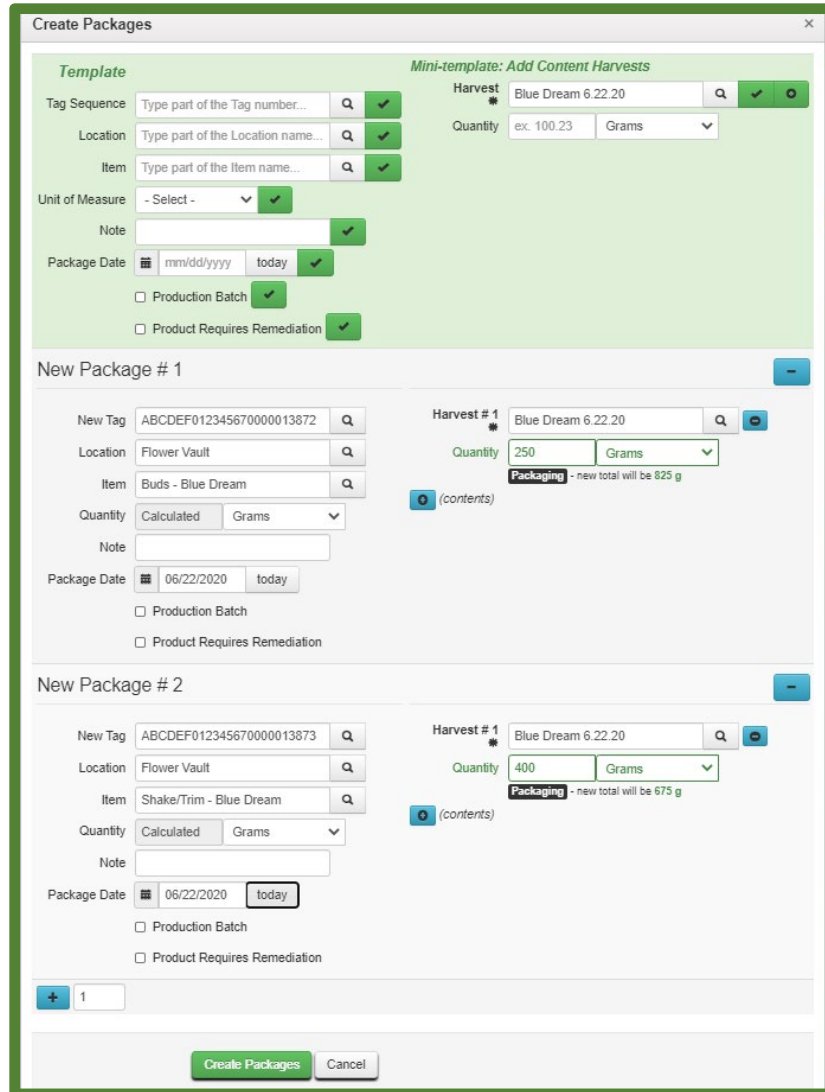 Create Packages ×
Template
Mini-template: Add Content Harvests
Tag Sequence Type part of the Tag number...
Harvest Blue Dream 6.22.20
Location Type part of the Location name...
Quantity ex. 100.23 Grams
Item Type part of the Item name...
Unit of Measure - Select -
Note
Package Date mm/dd/yyyy today
Production Batch
Product Requires Remediation
New Package # 1
New Tag ABCDEF012345670000013872
Location Flower Vault
Item Buds - Blue Dream
Quantity Calculated Grams
Note
Package Date 06/22/2020 today
Production Batch
Product Requires Remediation
Harvest # 1 Blue Dream 6.22.20
Quantity 250 Grams
Packaging - new total will be 825 g
(contents)
New Package # 2
New Tag ABCDEF012345670000013873
Location Flower Vault
Item Shake/Trim - Blue Dream
Quantity Calculated Grams
Note
Package Date 06/22/2020 today
Production Batch
Product Requires Remediation
Harvest # 1 Blue Dream 6.22.20
Quantity 400 Grams
Packaging - new total will be 675 g
(contents)
1
Create Packages Cancel